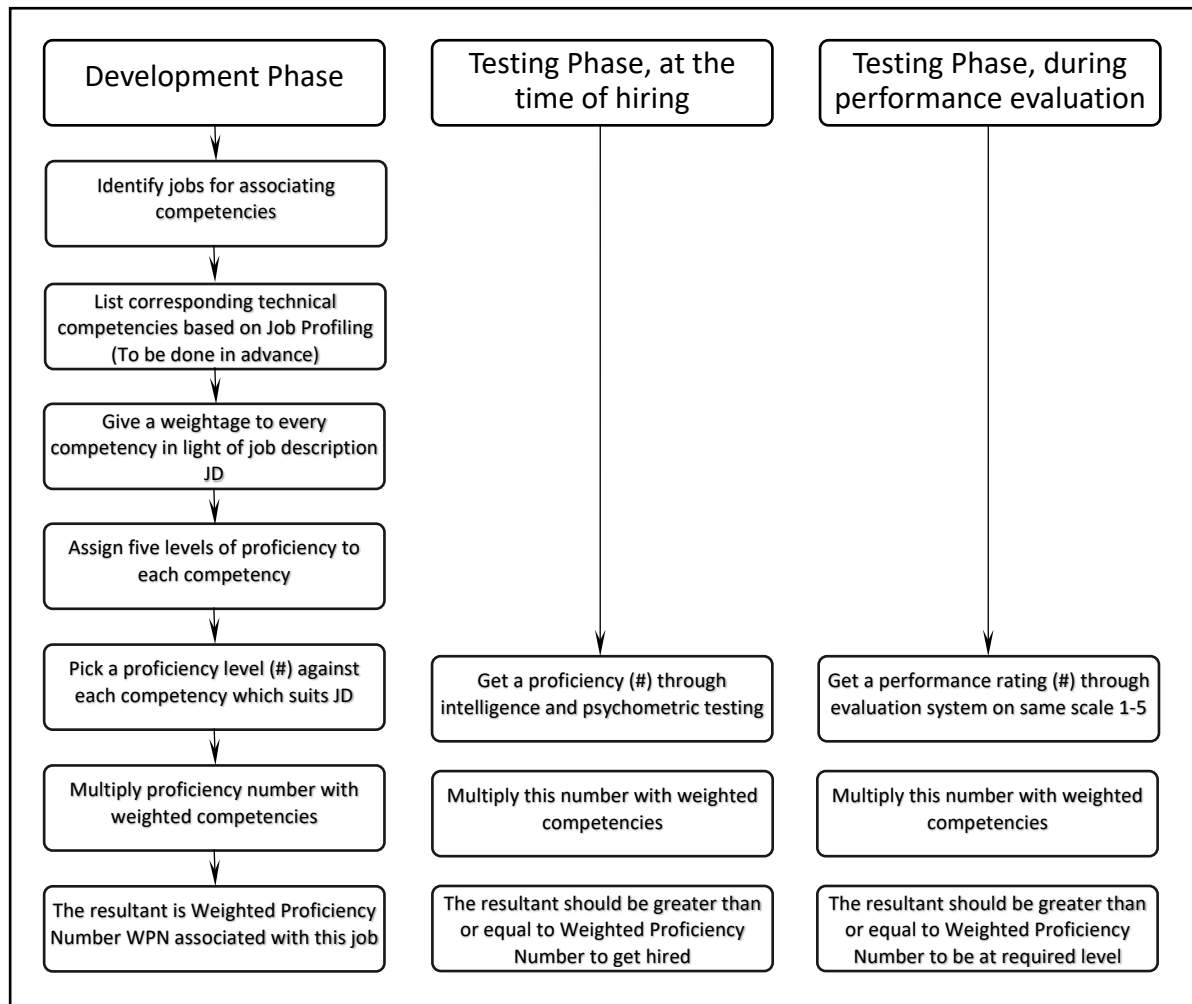 Development Phase
Identify jobs for associating
competencies
List corresponding technical
competencies based on Job Profiling
(To be done in advance)
Give a weightage to every
competency in light of job description
JD
Assign five levels of proficiency to
each competency
Pick a proficiency level (#) against
each competency which suits JD
Multiply proficiency number with
weighted competencies
The resultant is Weighted Proficiency
Number WPN associated with this job
Testing Phase, at the
time of hiring
Get a proficiency (#) through
intelligence and psychometric testing
Multiply this number with weighted
competencies
The resultant should be greater than
or equal to Weighted Proficiency
Number to get hired
Testing Phase, during
performance evaluation
Get a performance rating (#) through
evaluation system on same scale 1-5
Multiply this number with weighted
competencies
The resultant should be greater than
or equal to Weighted Proficiency
Number to be at required level